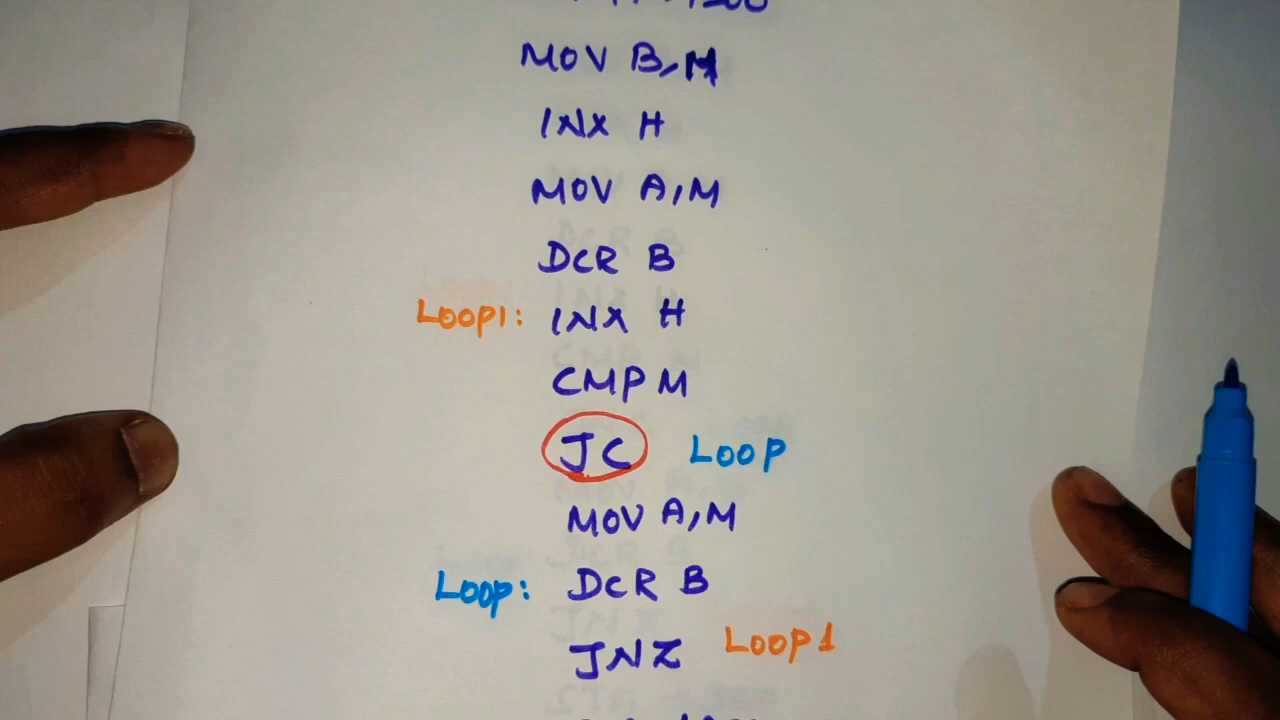 MOV B,M
INX H
MOV A,M
DCR B
LOOP1: INX H
CMP M
JC LOOP
MOV A,M
LOOP: DCR B
JNZ LOOP1